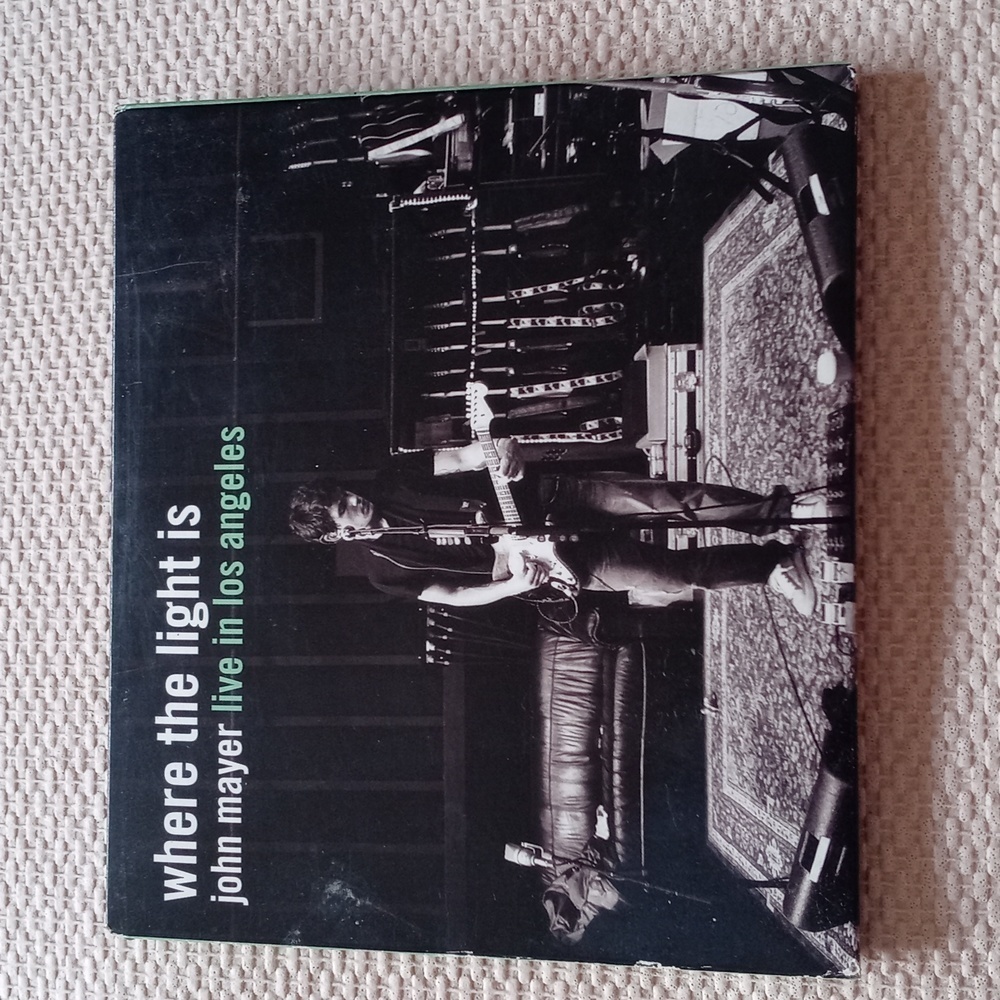 where the light is
john mayer live in los angeles